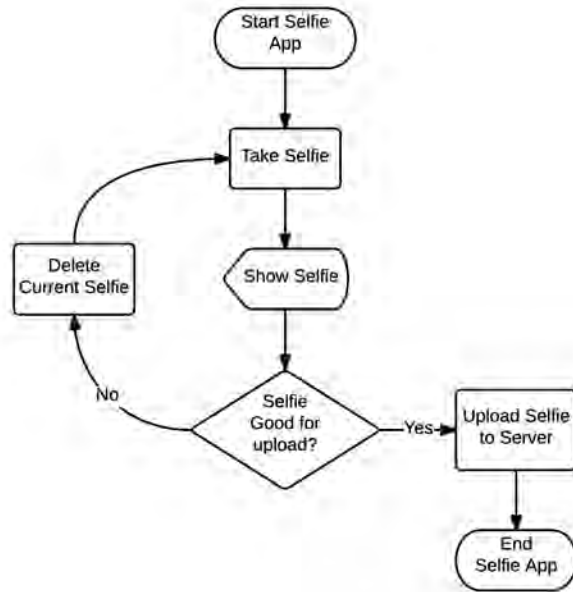 Start Selfie
App
Take Selfie
Delete
Current Selfie
Show Selfie
No
Selfie
Good for
upload?
Yes
Upload Selfie
to Server
End
Selfie App